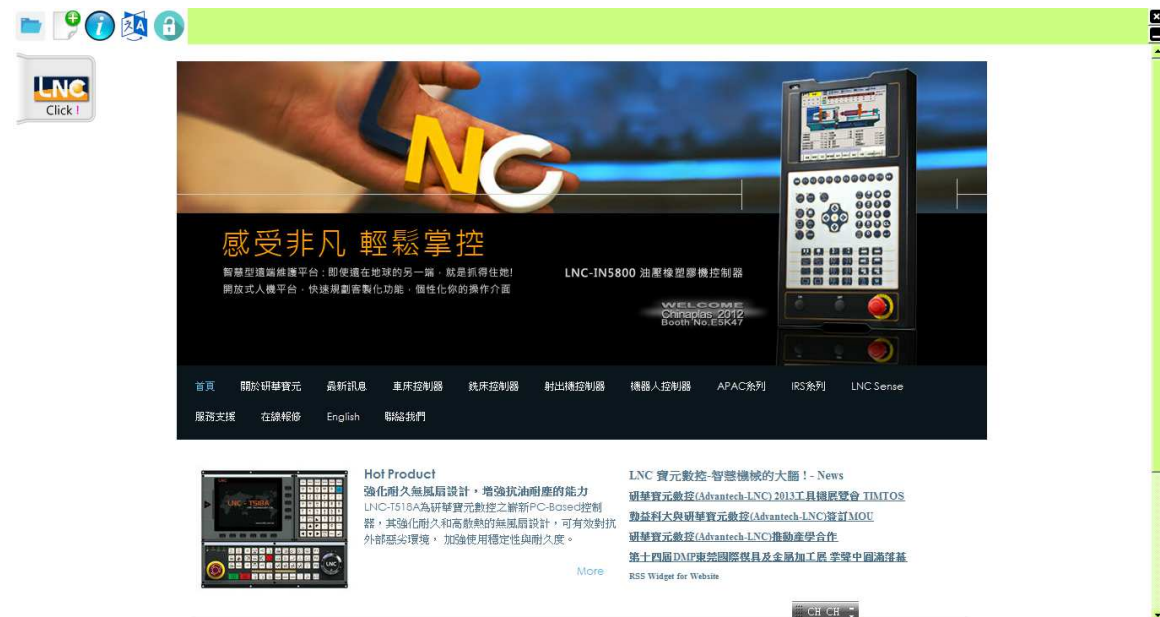 LNC
Click !
LNC
感受非凡 輕鬆掌控
智慧型遠端維護平台:即使遠在地球的另一端,就是抓得住她!
開放式人機平台,快速規劃客製化功能,個性化你的操作介面
LNC-IN5800 油壓橡塑膠機控制器
WELCOME
Chinaplas 2012
Booth No.E5K47
首頁 關於研華寶元 最新訊息 車床控制器 銑床控制器 射出機控制器 機器人控制器 APAC系列 IRS系列 LNC Sense
服務支援 在線報修 English 聯絡我們
LNC - T518A
LNC
Hot Product
強化耐久無風扇設計,增強抗油耐塵的能力
LNC-T518A為研華寶元數控之嶄新PC-Based控制
器,其強化耐久和高散熱的無風扇設計,可有效對抗
外部惡劣環境, 加強使用穩定性與耐久度。
More
LNC 寶元數控-智慧機械的大腦!- News
研華寶元數控(Advantech-LNC) 2013工具機展覽會 TIMTOS
勤益科大與研華寶元數控(Advantech-LNC)簽訂MOU
研華寶元數控(Advantech-LNC)推動產學合作
第十四屆DMP東莞國際模具及金屬加工展 掌聲中圓滿落幕
RSS Widget for Website
CH CH